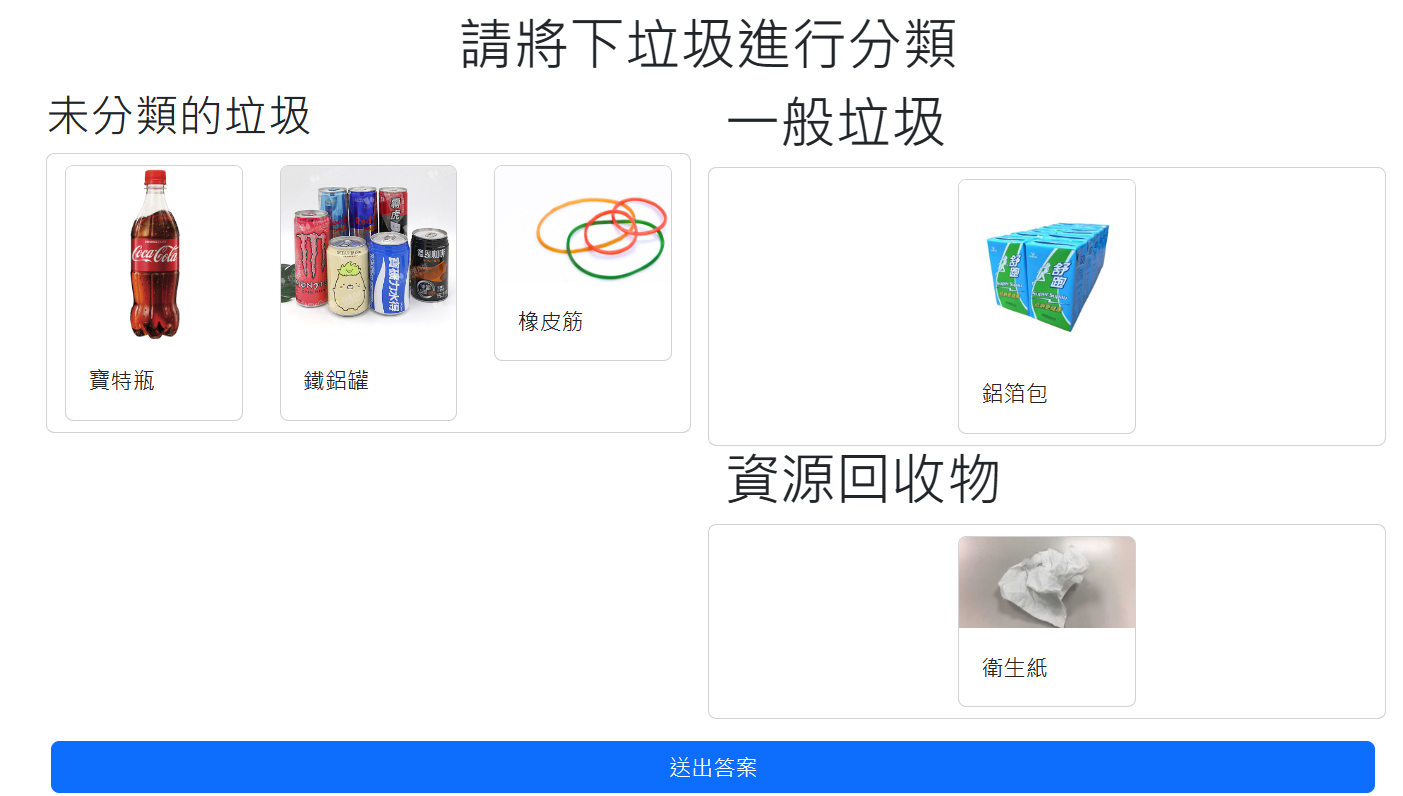 請將下垃圾進行分類
未分類的垃圾
Coca-Cola
寶特瓶
鐵鋁罐
橡皮筋
一般垃圾
舒跑
鋁箔包
資源回收物
衛生紙
送出答案